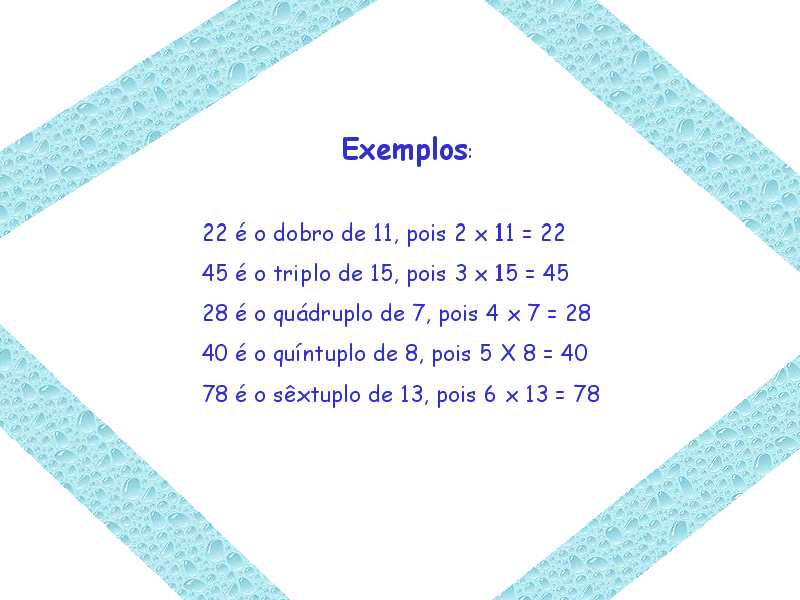 Exemplos:
22 é o dobro de 11, pois 2 x 11 = 22
45 é o triplo de 15, pois 3 x 15 = 45
28 é o quádruplo de 7, pois 4 x 7 = 28
40 é o quíntuplo de 8, pois 5 X 8 = 40
78 é o sêxtuplo de 13, pois 6 x 13 = 78